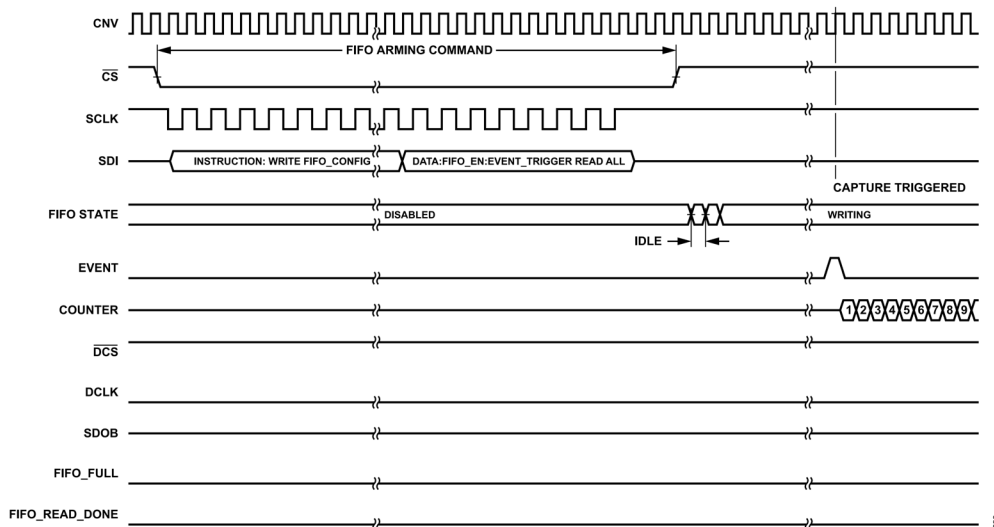 CNV
FIFO ARMING COMMAND
CS
SCLK
SDI
INSTRUCTION: WRITE FIFO_CONFIG
DATA:FIFO_EN:EVENT_TRIGGER READ ALL
CAPTURE TRIGGERED
FIFO STATE
DISABLED
WRITING
IDLE
EVENT
COUNTER
1 2 3 4 5 6 7 8 9
DCS
DCLK
SDOB
FIFO_FULL
FIFO_READ_DONE